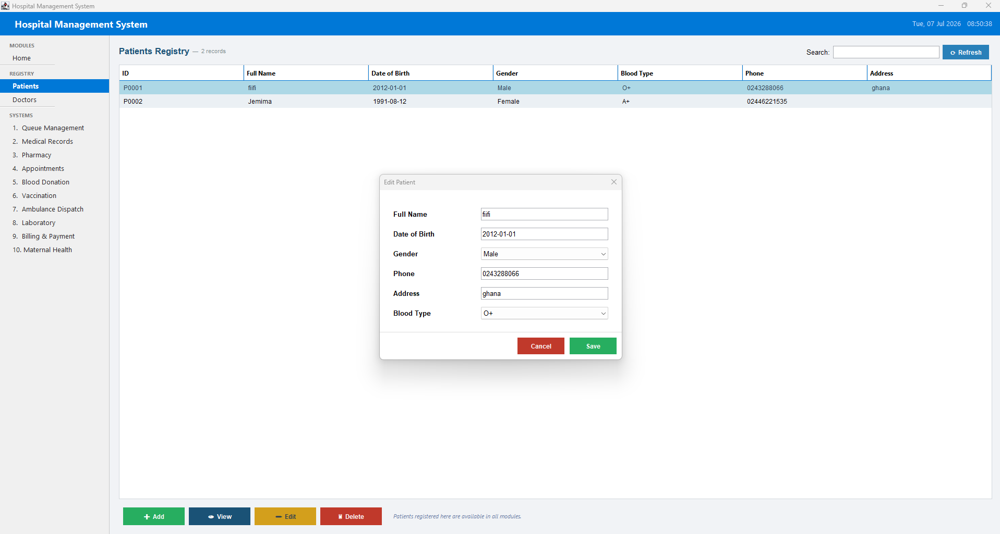 Hospital Management System
Hospital Management System
Tue, 07 Jul 2026 08:50:38
MODULES
Home
REGISTRY
Patients
Doctors
SYSTEMS
1. Queue Management
2. Medical Records
3. Pharmacy
4. Appointments
5. Blood Donation
6. Vaccination
7. Ambulance Dispatch
8. Laboratory
9. Billing & Payment
10. Maternal Health
Patients Registry — 2 records
Search: Refresh
ID Full Name Date of Birth Gender Blood Type Phone Address
P0001 fiifi 2012-01-01 Male O+ 0243288066 ghana
P0002 Jemima 1991-08-12 Female A+ 02446221535
Edit Patient
Full Name fiifi
Date of Birth 2012-01-01
Gender Male
Phone 0243288066
Address ghana
Blood Type O+
Cancel Save
Add View Edit Delete Patients registered here are available in all modules.